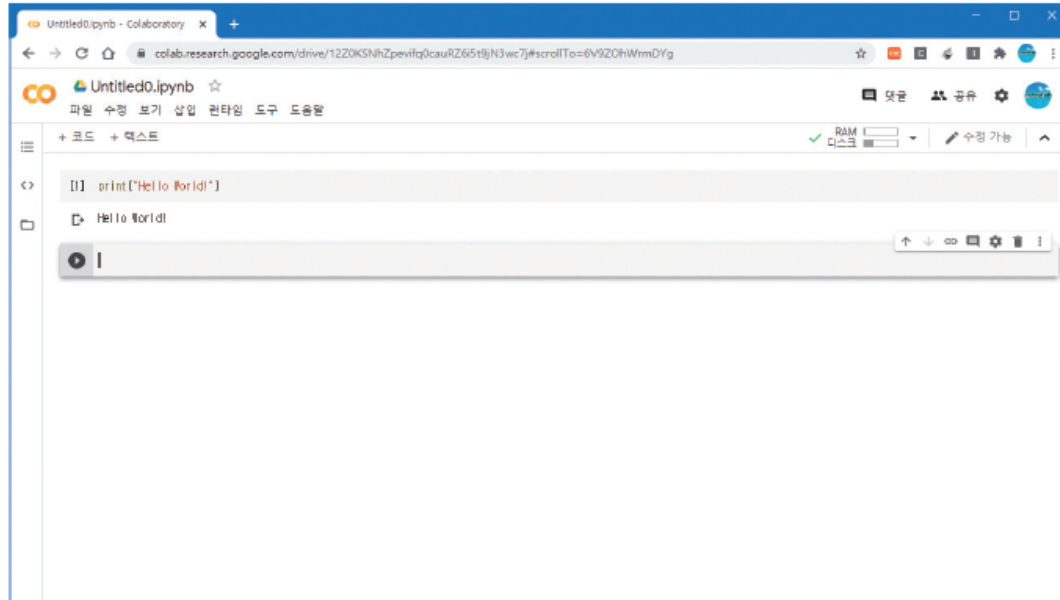 Untitled0.ipynb - Colaboratory
colab.research.google.com/drive/12Z0KSNhZpevifq0cauRZ6i5t9jN3wc7j#scrollTo=6V9ZOhWrmDYg
Untitled0.ipynb
댓글 공유
파일 수정 보기 삽입 런타임 도구 도움말
+ 코드 + 텍스트
RAM
디스크
수정 가능
[1] print("Hello World!")
Hello World!